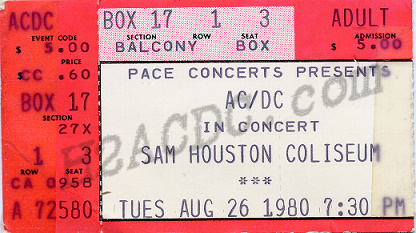 ACDC BOX 17 1 3 ADULT
EVENT CODE SECTION ROW SEAT ADMISSION
$ 5.00 BALCONY BOX $ 5.00
PRICE
$CC .60
BOX 17
SECTION
27X
1 3
ROW SEAT
CA 0958
A 72580
PACE CONCERTS PRESENTS
AC/DC
IN CONCERT
SAM HOUSTON COLISEUM
***
TUES AUG 26 1980 7:30 PM
ACDC.com